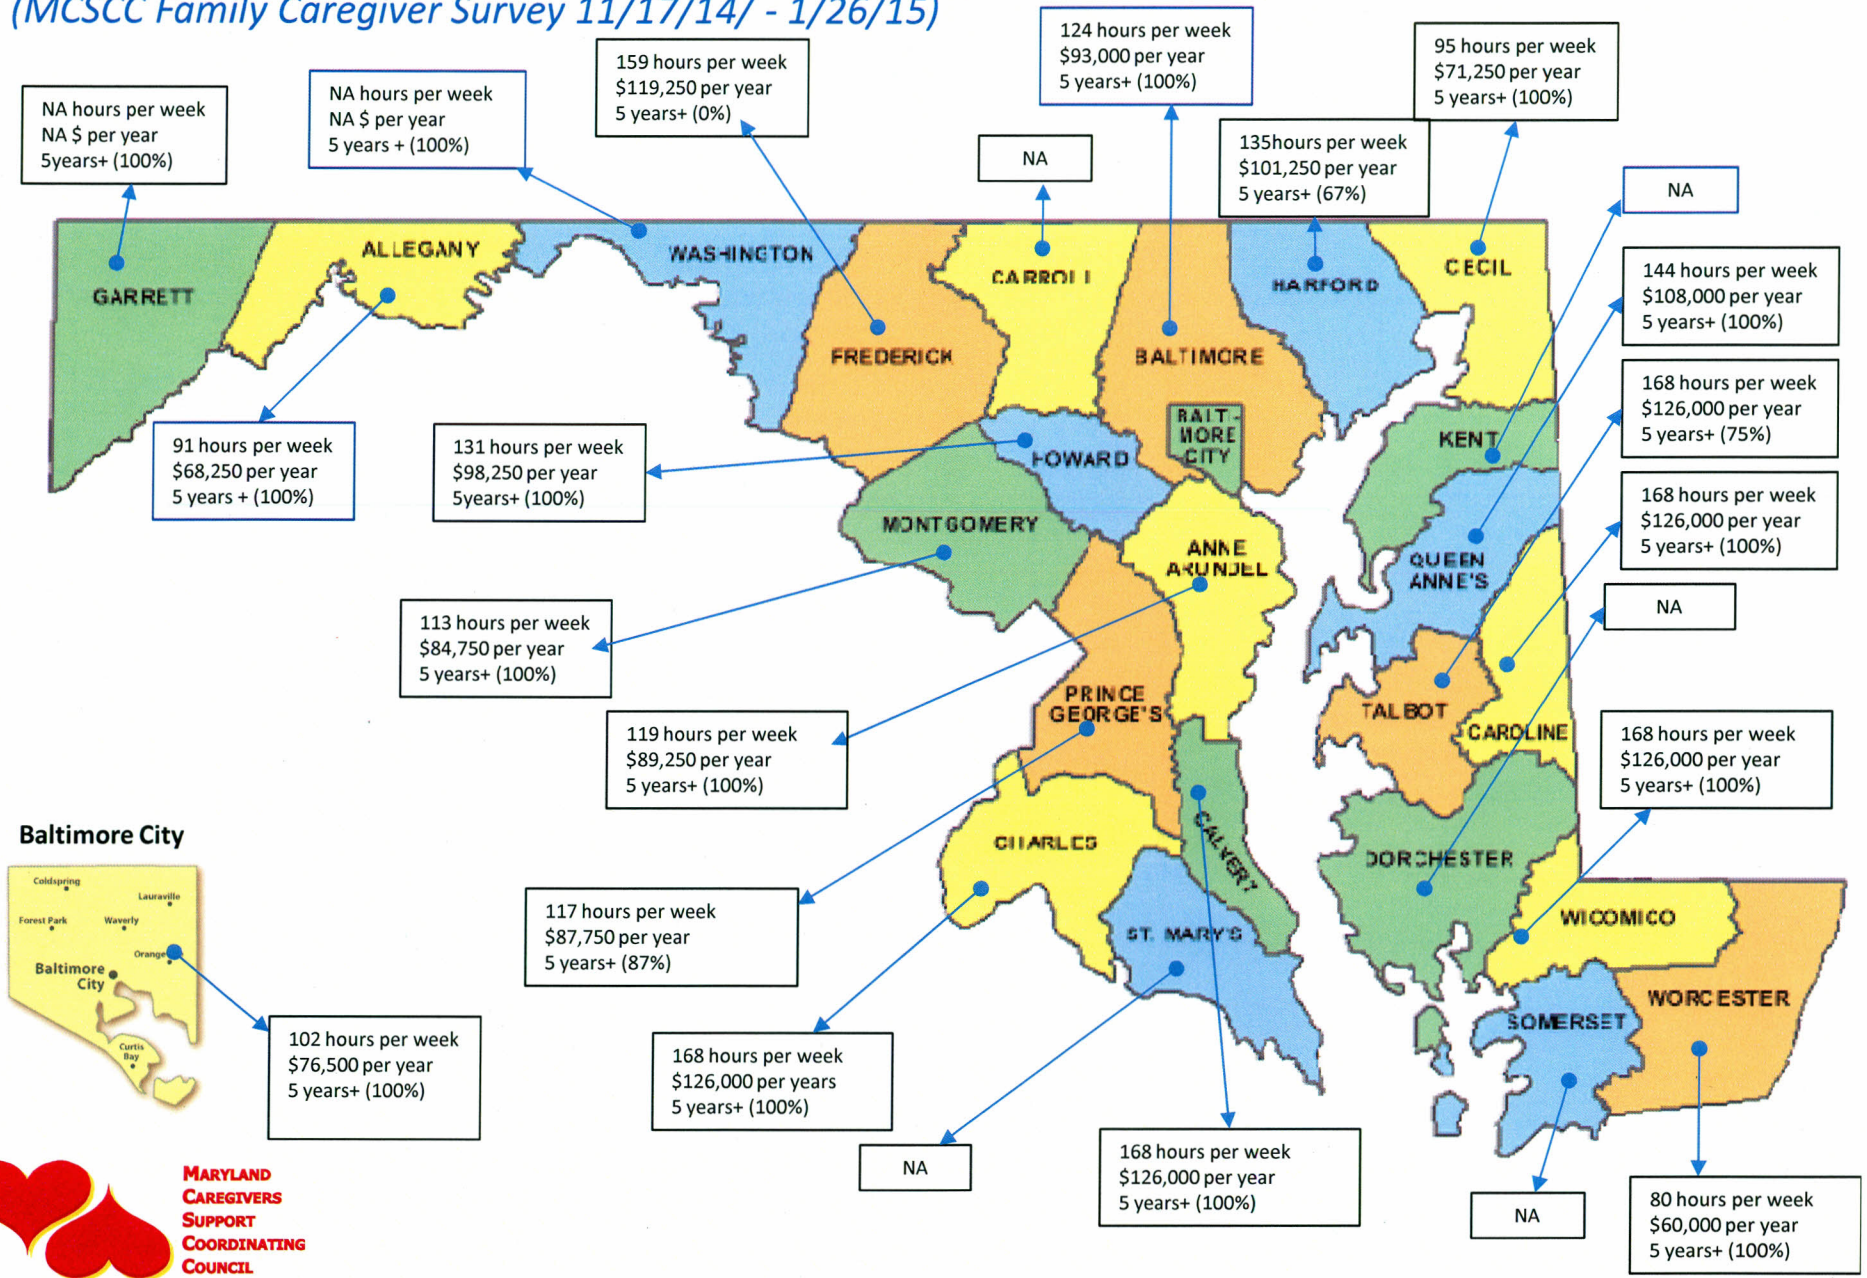 (MCSCC Family Caregiver Survey 11/17/14/ - 1/26/15)
NA hours per week
NA $ per year
5years+ (100%)
NA hours per week
NA $ per year
5 years + (100%)
159 hours per week
$119,250 per year
5 years+ (0%)
NA
124 hours per week
$93,000 per year
5 years+ (100%)
135hours per week
$101,250 per year
5 years+ (67%)
95 hours per week
$71,250 per year
5 years+ (100%)
NA
144 hours per week
$108,000 per year
5 years+ (100%)
168 hours per week
$126,000 per year
5 years+ (75%)
168 hours per week
$126,000 per year
5 years+ (100%)
NA
168 hours per week
$126,000 per year
5 years+ (100%)
GARRETT
ALLEGANY
WASHINGTON
FREDERICK
CARROLL
BALTIMORE
HARFORD
CECIL
BALTI-
MORE
CITY
KENT
HOWARD
MONTGOMERY
ANNE
ARUNDEL
QUEEN
ANNE'S
PRINCE
GEORGE'S
TALBOT
CAROLINE
CHARLES
CALVERT
DORCHESTER
ST. MARY'S
WICOMICO
WORCESTER
SOMERSET
91 hours per week
$68,250 per year
5 years + (100%)
131 hours per week
$98,250 per year
5years+ (100%)
113 hours per week
$84,750 per year
5 years+ (100%)
119 hours per week
$89,250 per year
5 years+ (100%)
117 hours per week
$87,750 per year
5 years+ (87%)
168 hours per week
$126,000 per years
5 years+ (100%)
NA
168 hours per week
$126,000 per year
5 years+ (100%)
NA
80 hours per week
$60,000 per year
5 years+ (100%)
Baltimore City
Coldspring
Lauraville
Forest Park
Waverly
Orange
Baltimore
City
Curtis
Bay
102 hours per week
$76,500 per year
5 years+ (100%)
MARYLAND
CAREGIVERS
SUPPORT
COORDINATING
COUNCIL